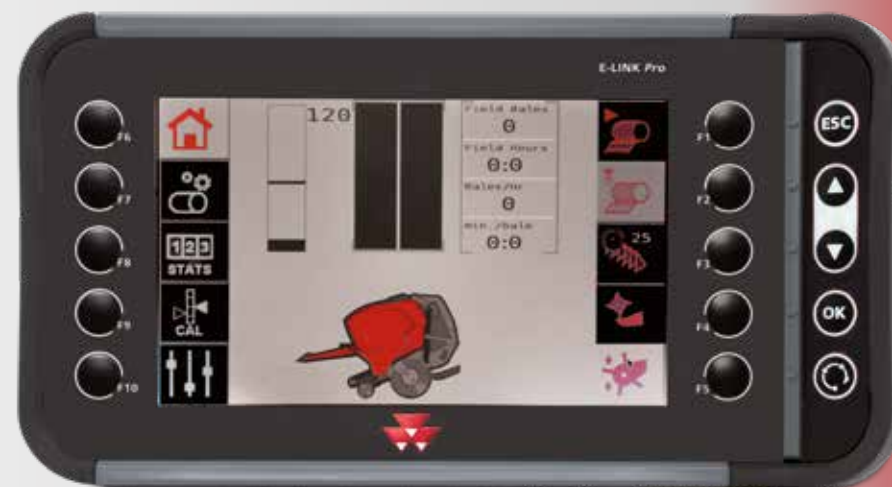 E-LINK Pro
F6
F7
F8
F9
F10
120
123
STATS
CAL
Field Bales
0
Field Hours
0:0
Bales/Hr
0
min./bale
0:0
25
F1
F2
F3
F4
F5
ESC
OK